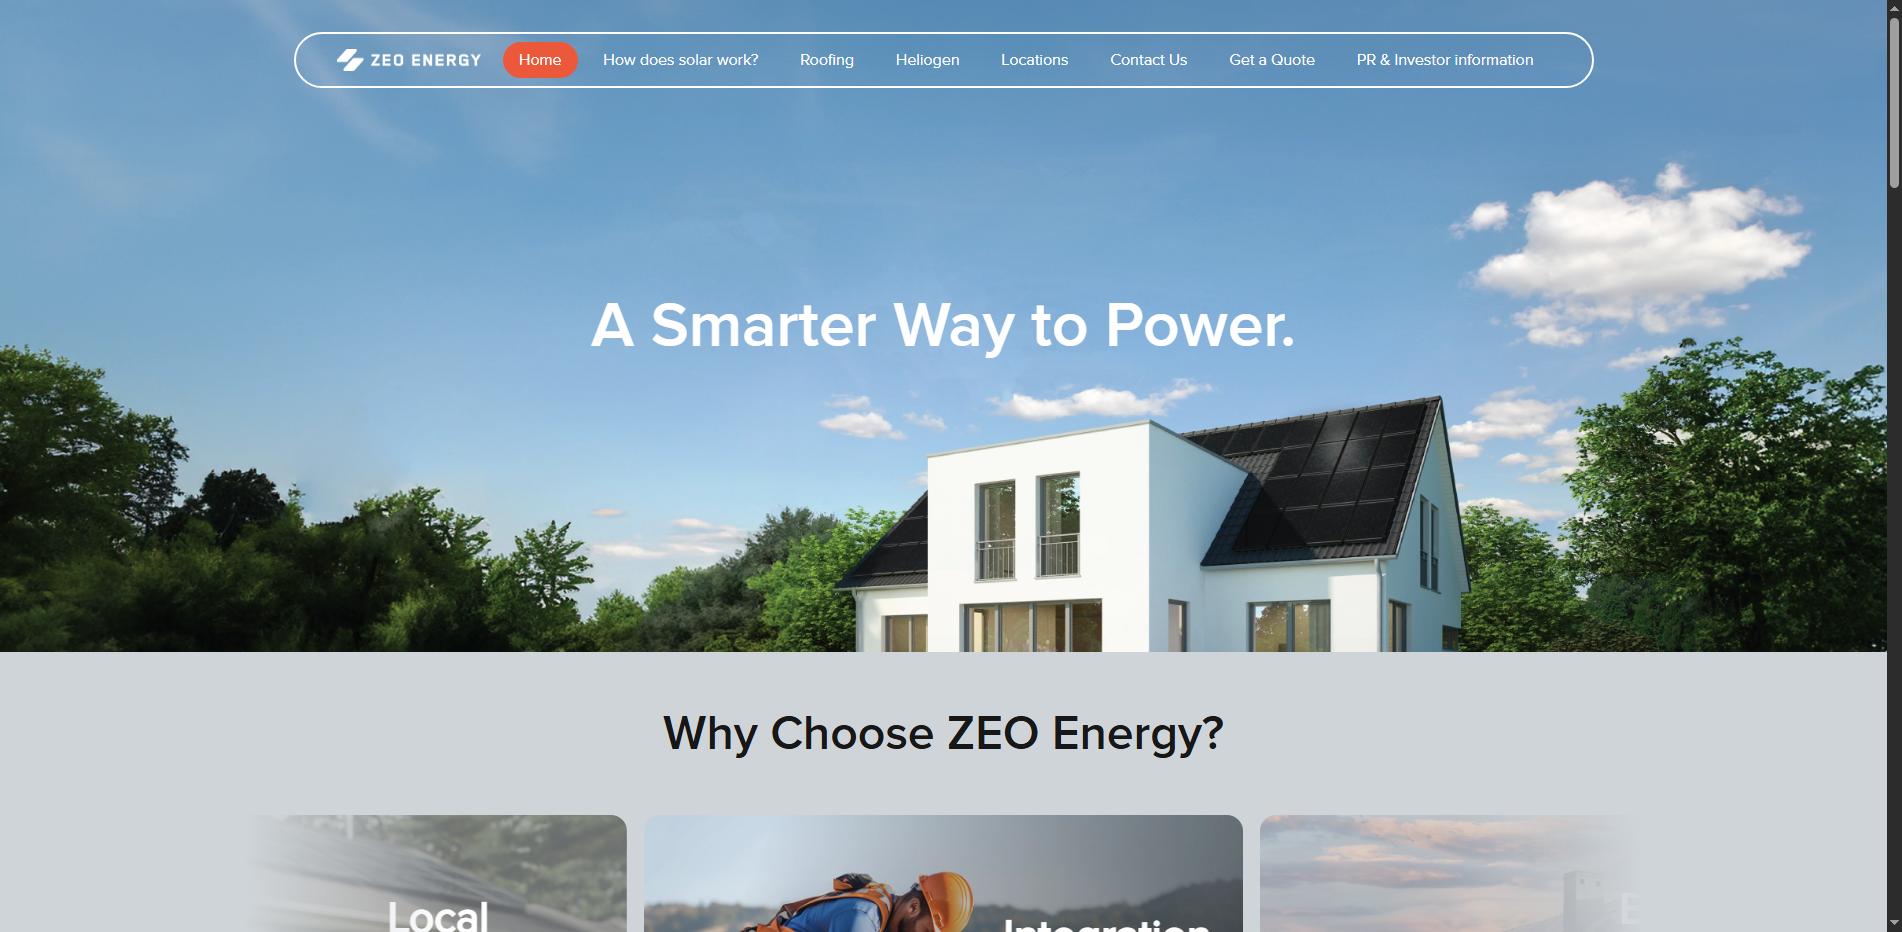 ZEO ENERGY Home How does solar work? Roofing Heliogen Locations Contact Us Get a Quote PR & Investor information
A Smarter Way to Power.
Why Choose ZEO Energy?
Local
Integration